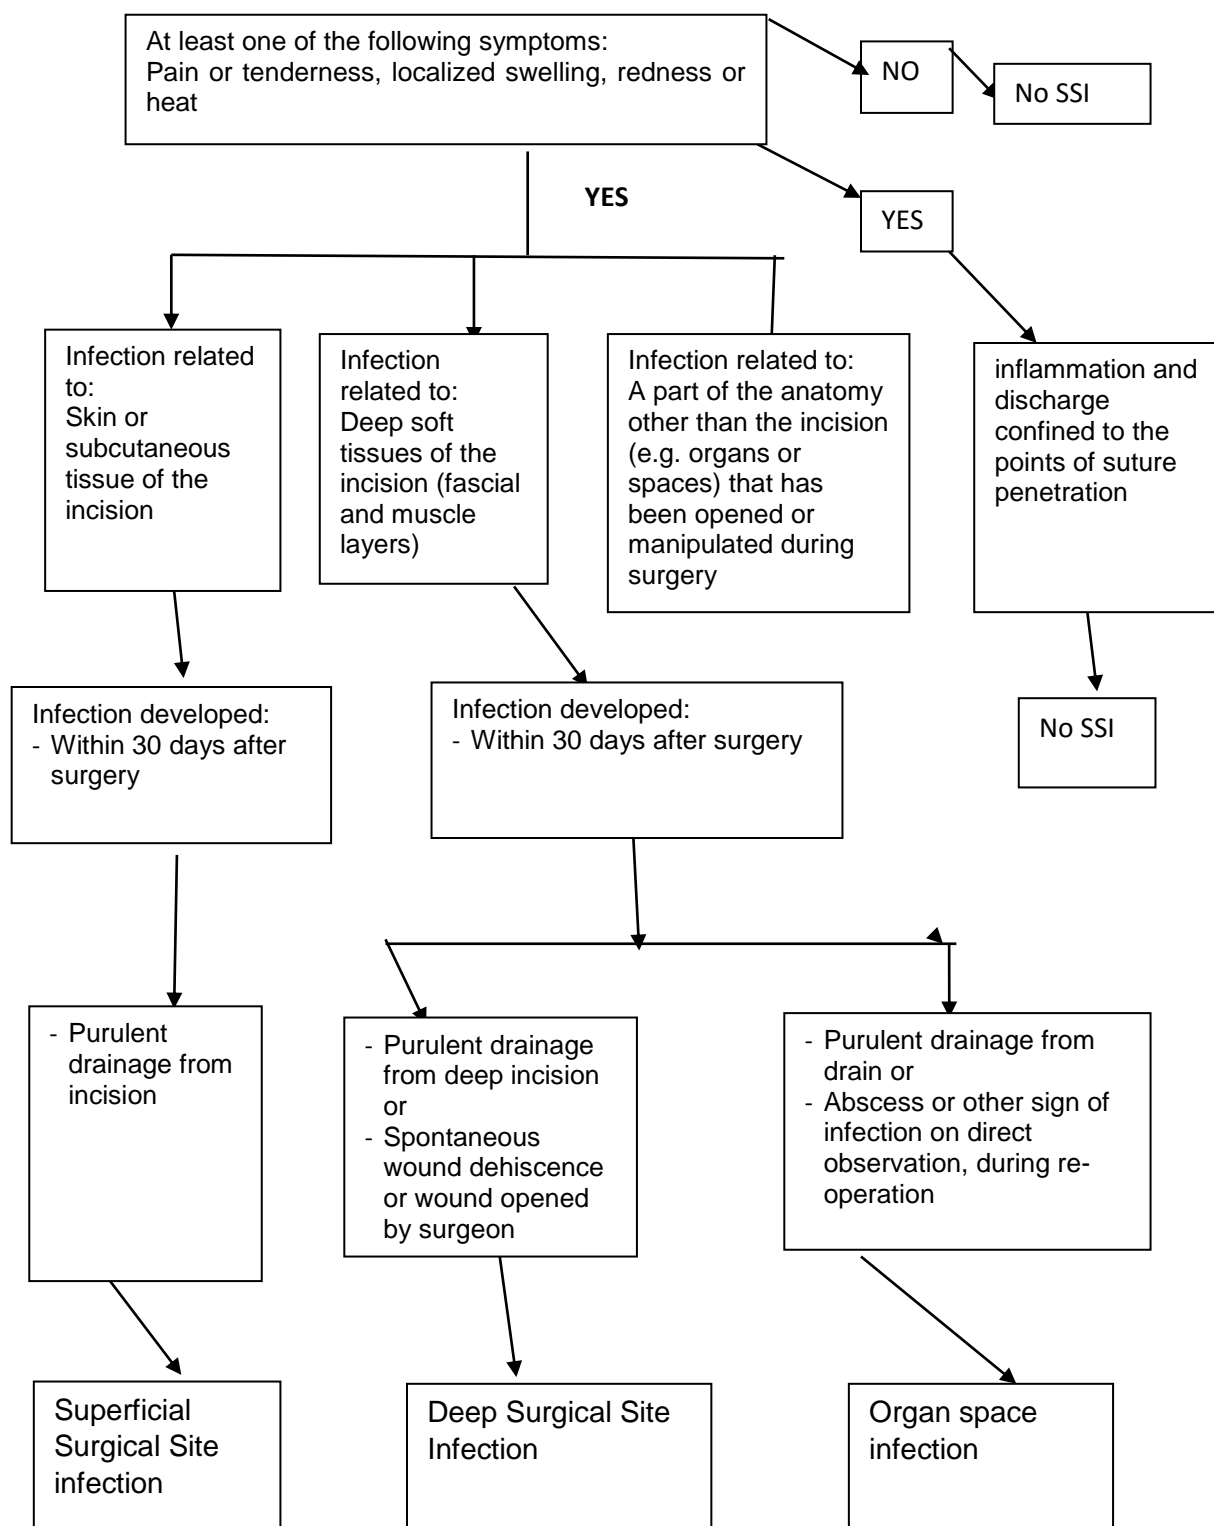 At least one of the following symptoms:
Pain or tenderness, localized swelling, redness or
heat
NO
No SSI
YES
YES
Infection related
to:
Skin or
subcutaneous
tissue of the
incision
Infection
related to:
Deep soft
tissues of the
incision (fascial
and muscle
layers)
Infection related to:
A part of the anatomy
other than the incision
(e.g. organs or
spaces) that has
been opened or
manipulated during
surgery
inflammation and
discharge
confined to the
points of suture
penetration
Infection developed:
- Within 30 days after
surgery
Infection developed:
- Within 30 days after surgery
No SSI
- Purulent
drainage from
incision
- Purulent drainage
from deep incision
or
- Spontaneous
wound dehiscence
or wound opened
by surgeon
- Purulent drainage from
drain or
- Abscess or other sign of
infection on direct
observation, during re-
operation
Superficial
Surgical Site
infection
Deep Surgical Site
Infection
Organ space
infection